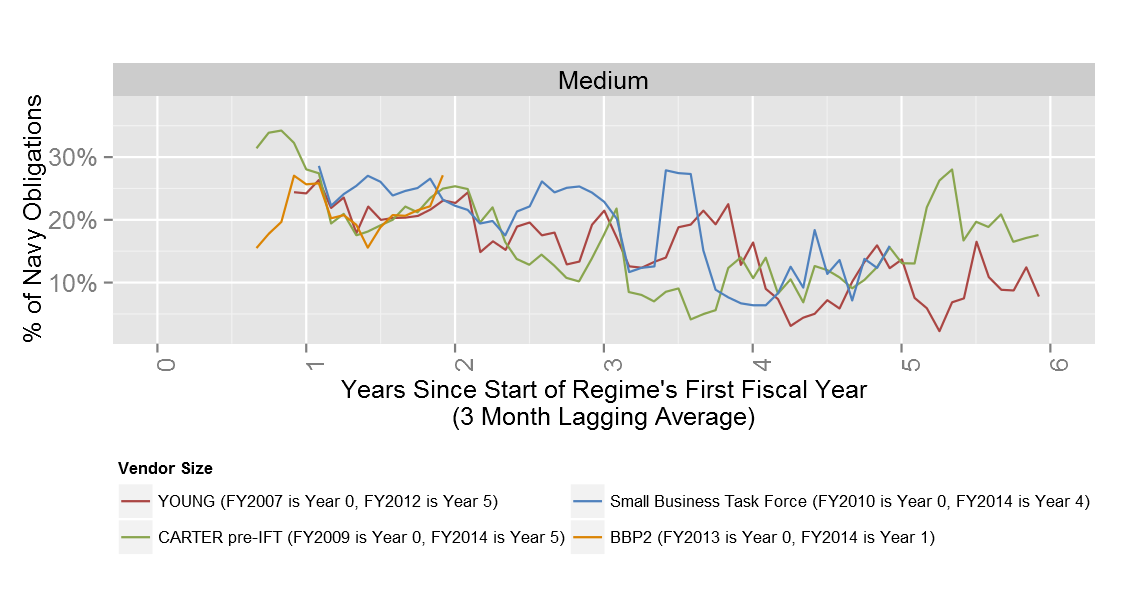 Medium
% of Navy Obligations
30%
20%
10%
0
1
2
3
4
5
6
Years Since Start of Regime's First Fiscal Year
(3 Month Lagging Average)
Vendor Size
YOUNG (FY2007 is Year 0, FY2012 is Year 5)
Small Business Task Force (FY2010 is Year 0, FY2014 is Year 4)
CARTER pre-IFT (FY2009 is Year 0, FY2014 is Year 5)
BBP2 (FY2013 is Year 0, FY2014 is Year 1)